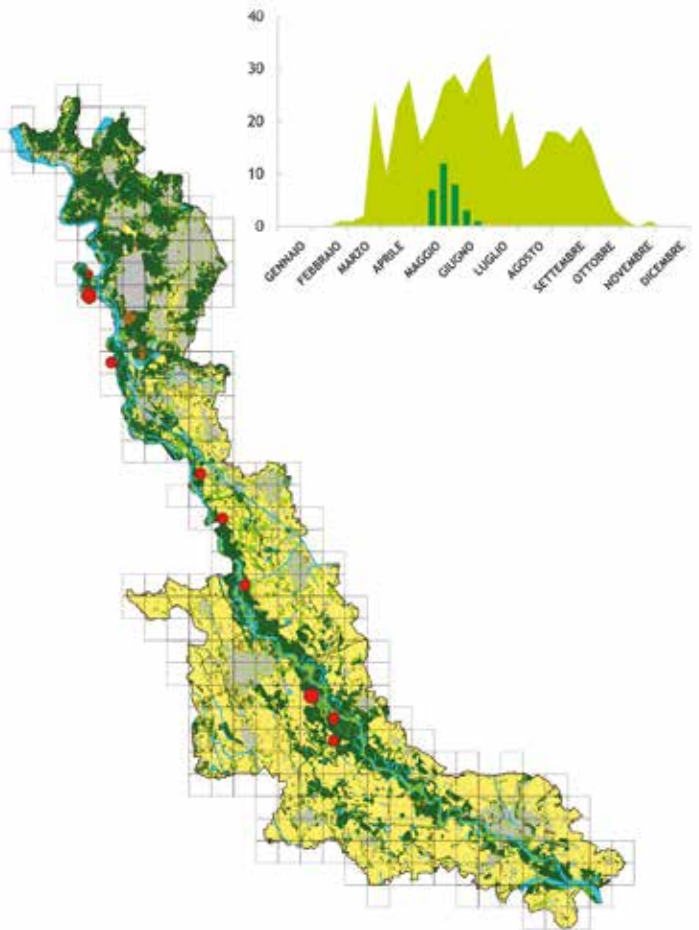 40
30
20
10
0
GENNAIO
FEBBRAIO
MARZO
APRILE
MAGGIO
GIUGNO
LUGLIO
AGOSTO
SETTEMBRE
OTTOBRE
NOVEMBRE
DICEMBRE